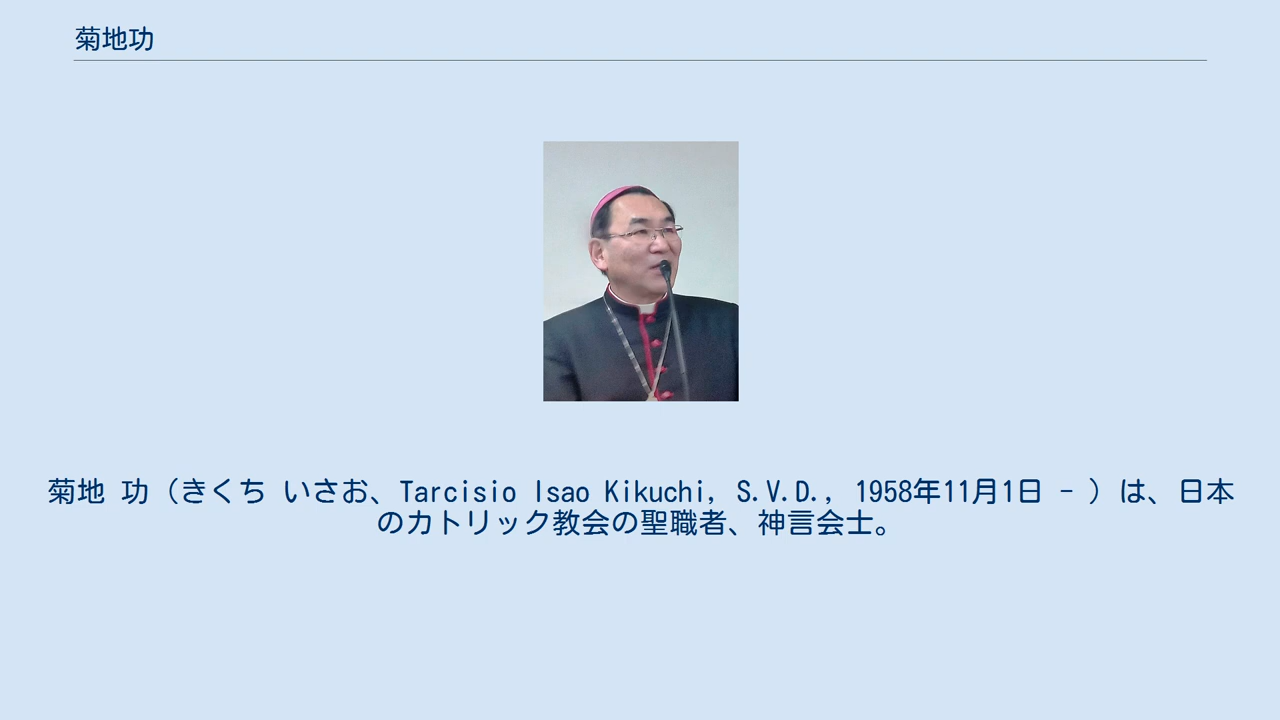 菊地功
菊地 功（きくち いさお、Tarcisio Isao Kikuchi, S.V.D., 1958年11月1日 - ）は、日本
のカトリック教会の聖職者、神言会士。